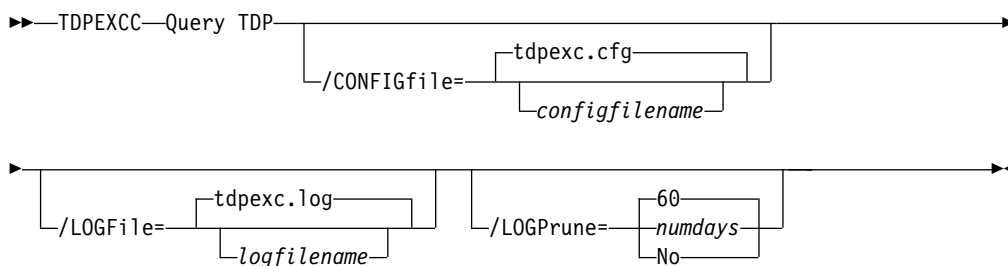 TDPEXCC Query TDP
tdpexc.cfg
/CONFIGfile=
configfilename
tdpexc.log
/LOGFile=
logfilename
60
/LOGPrune=
numdays
No